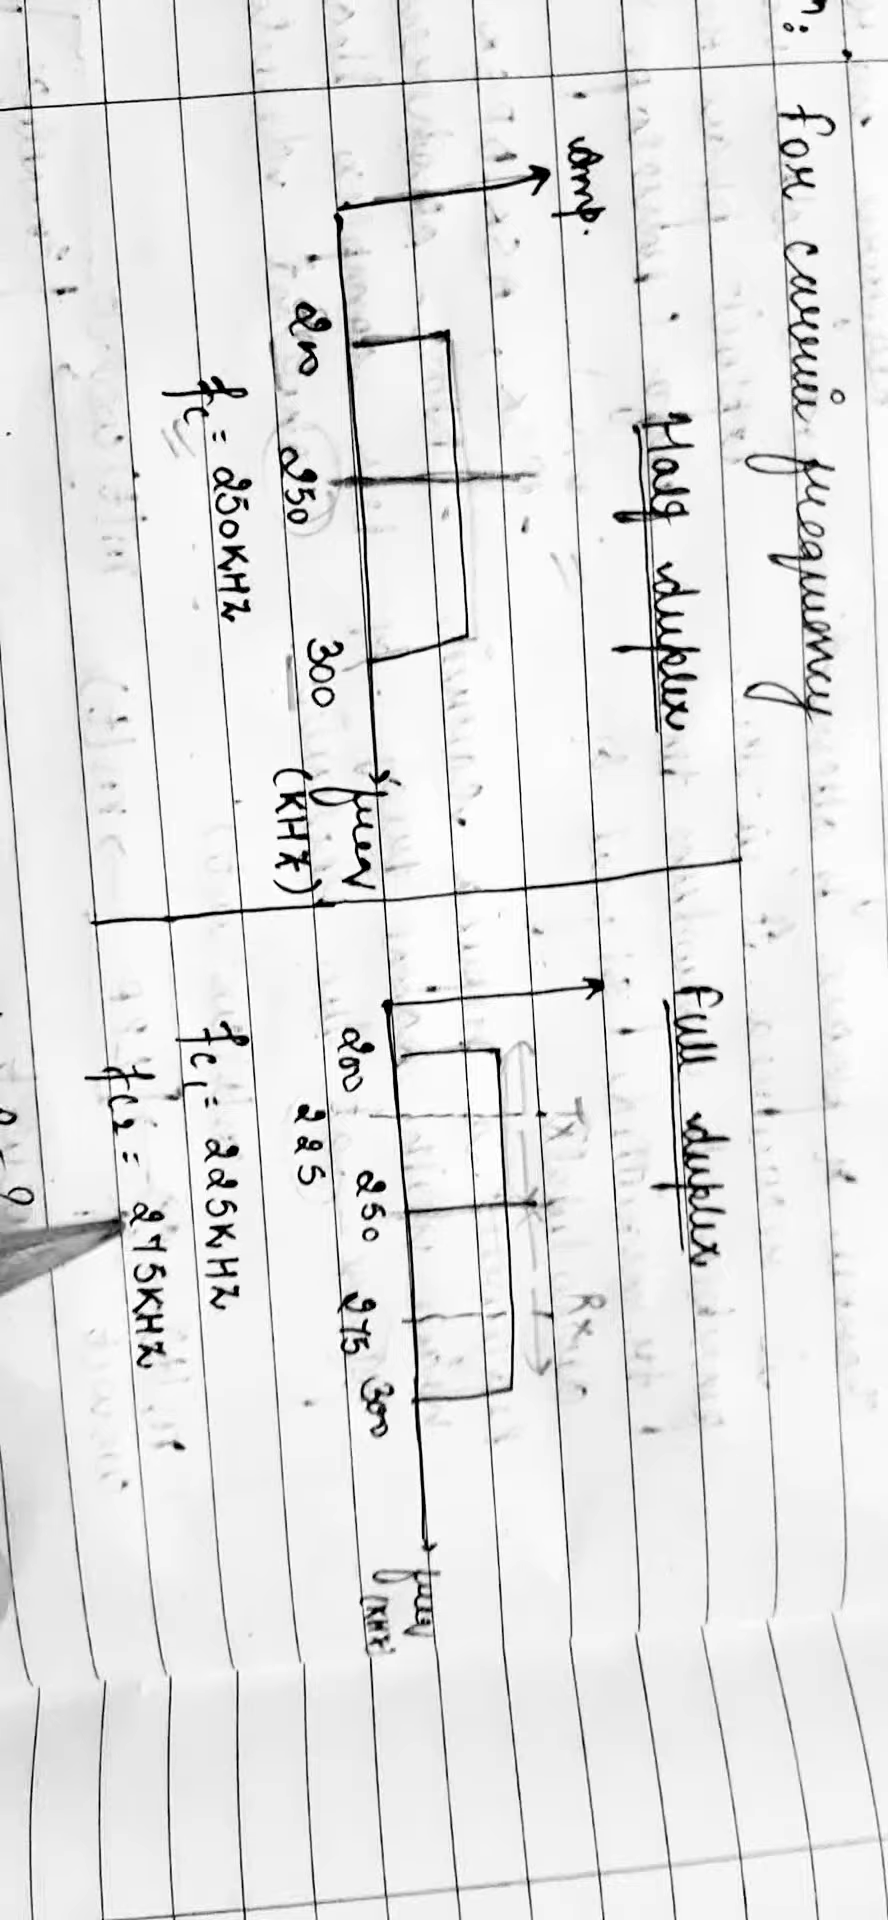 For carrier frequency
Half duplex
Amp.
200 250 300
freq
(KHZ)
fc = 250KHZ
Full duplex
Tx Rx
200 250 275 300
225
freq
(KHZ)
fc1 = 225KHZ
fc2 = 275KHZ